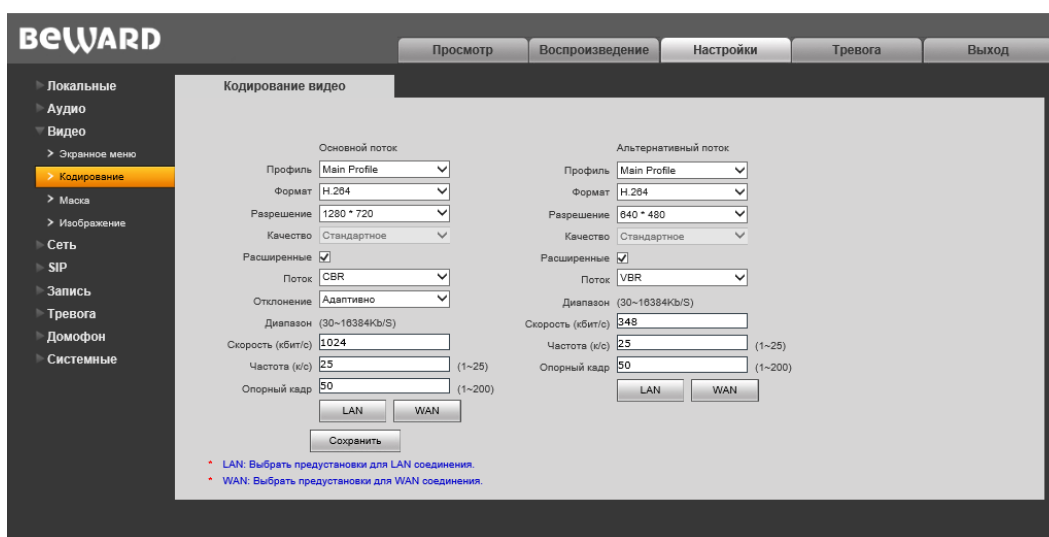 BEWARD
Просмотр Воспроизведение Настройки Тревога Выход
Локальные
Аудио
Видео
> Экранное меню
> Кодирование
> Маска
> Изображение
Сеть
SIP
Запись
Тревога
Домофон
Системные
Кодирование видео
Основной поток
Профиль Main Profile
Формат H.264
Разрешение 1280 * 720
Качество Стандартное
Расширенные
Поток CBR
Отклонение Адаптивно
Диапазон (30~16384Kb/S)
Скорость (кбит/с) 1024
Частота (к/с) 25 (1~25)
Опорный кадр 50 (1~200)
LAN WAN
Сохранить
Альтернативный поток
Профиль Main Profile
Формат H.264
Разрешение 640 * 480
Качество Стандартное
Расширенные
Поток VBR
Диапазон (30~16384Kb/S)
Скорость (кбит/с) 348
Частота (к/с) 25 (1~25)
Опорный кадр 50 (1~200)
LAN WAN
* LAN: Выбрать предустановки для LAN соединения.
* WAN: Выбрать предустановки для WAN соединения.